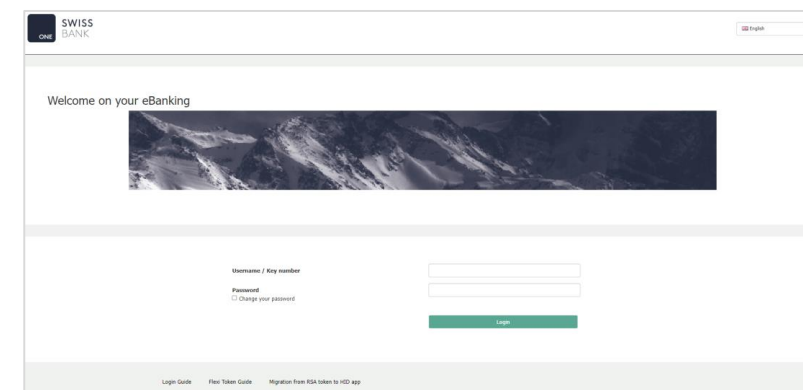 SWISS
ONE BANK
English
Welcome on your eBanking
Username / Key number
Password
Change your password
Login
Login Guide Flexi Token Guide Migration from RSA token to HID app